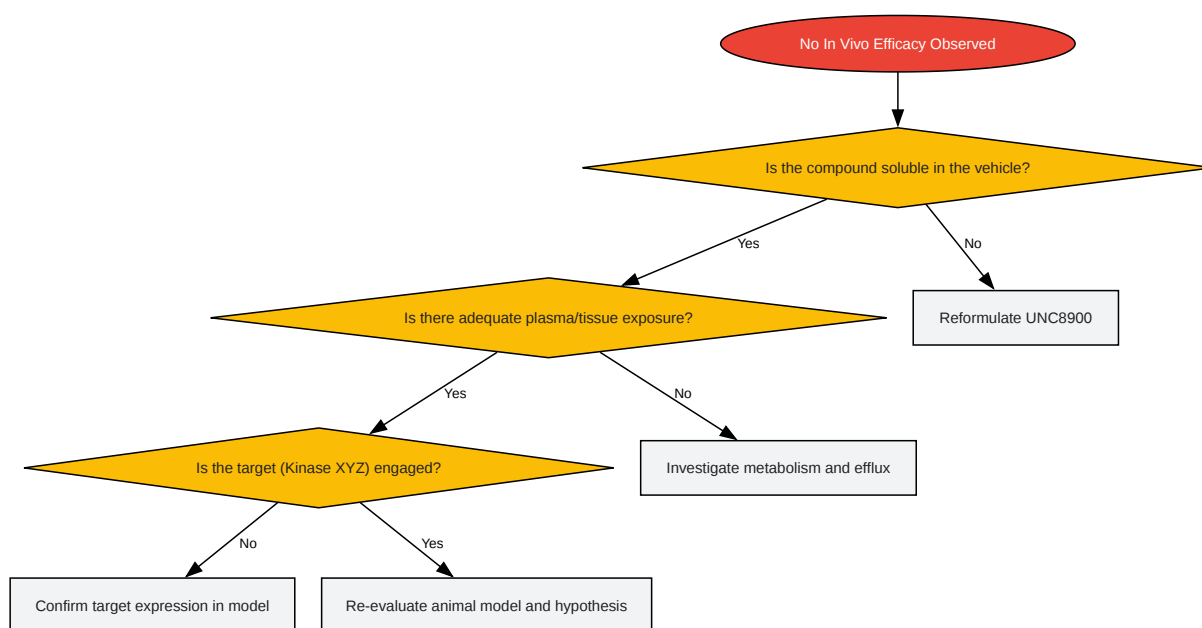 No In Vivo Efficacy Observed
Is the compound soluble in the vehicle?
Yes
No
Is there adequate plasma/tissue exposure?
Reformulate UNC8900
Yes
No
Is the target (Kinase XYZ) engaged?
Investigate metabolism and efflux
No
Yes
Confirm target expression in model
Re-evaluate animal model and hypothesis